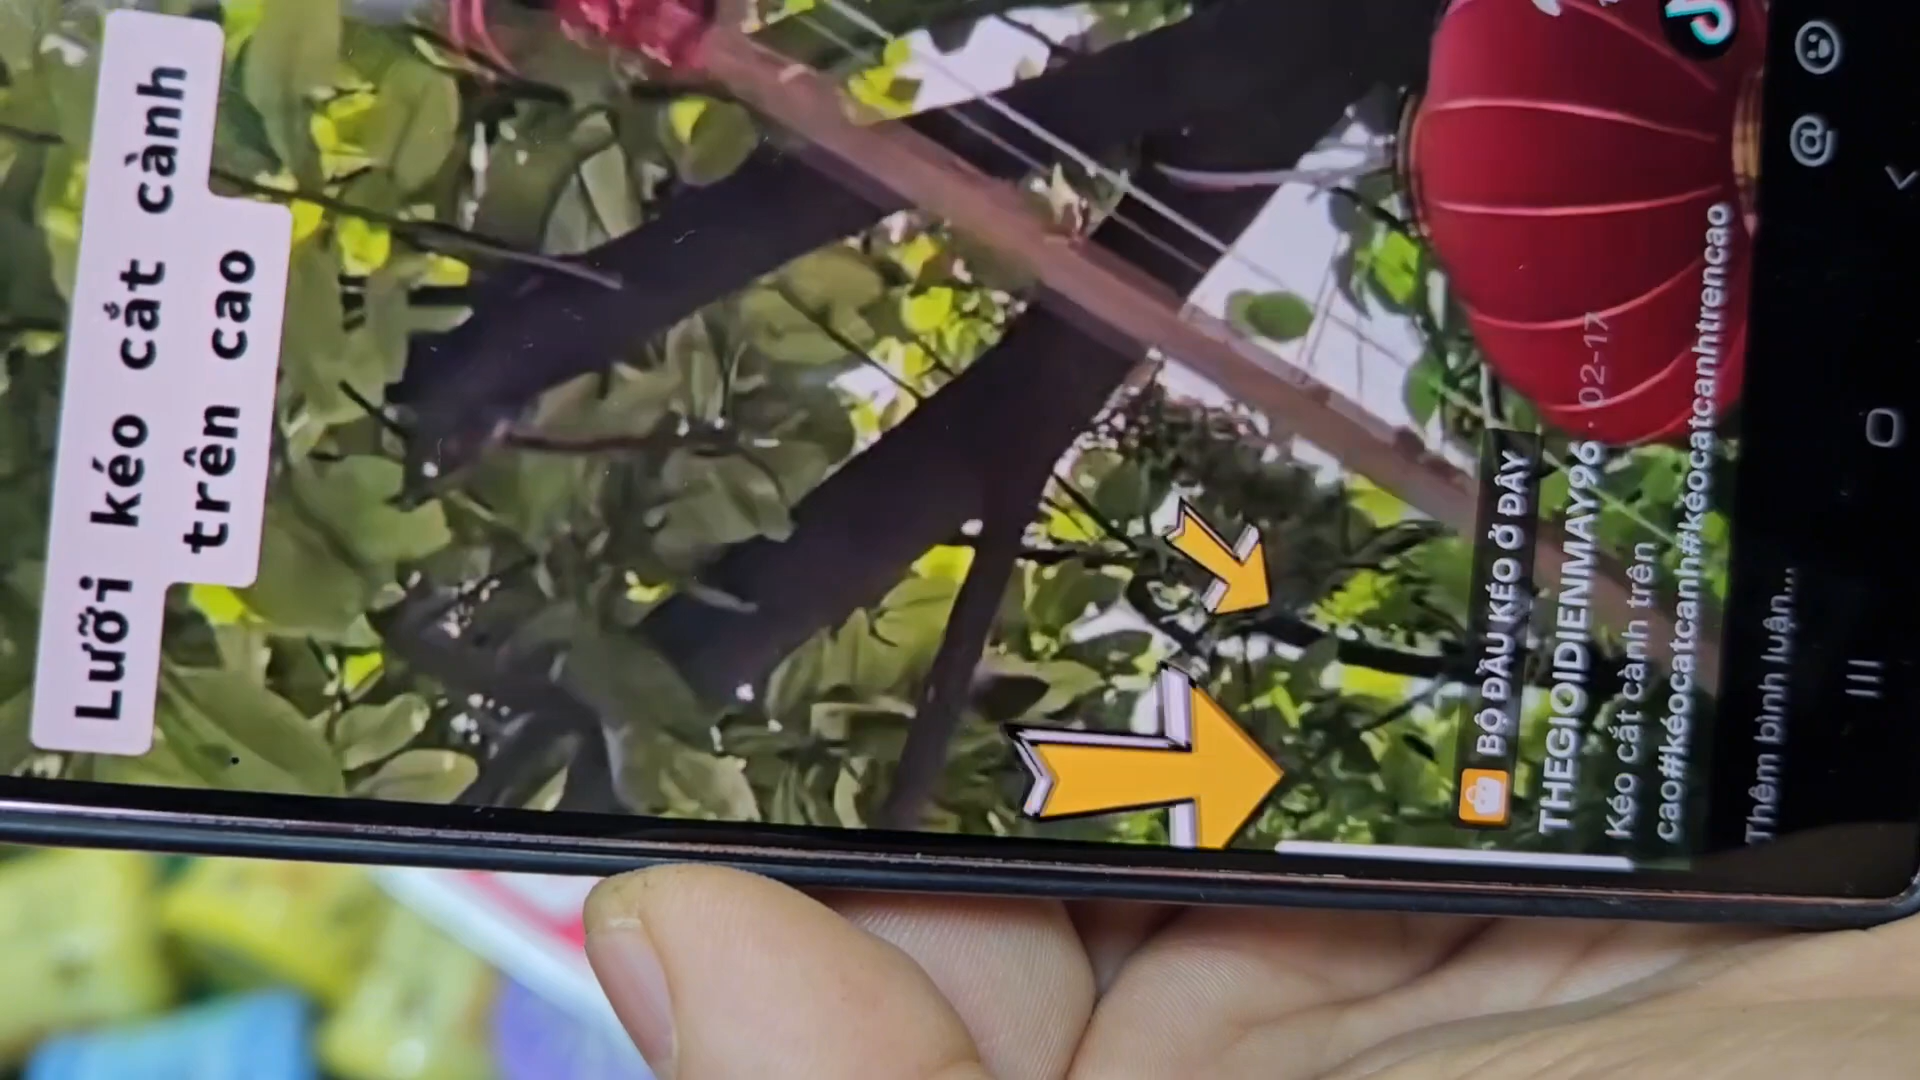 Lưỡi kéo cắt cành
trên cao
BỘ ĐẦU KÉO Ở ĐÂY
THEGIOIDIENMAY96 · 02-17
Kéo cắt cành trên
cao#kéocatcanh#kéocatcanhtrencao
Thêm bình luận...
@